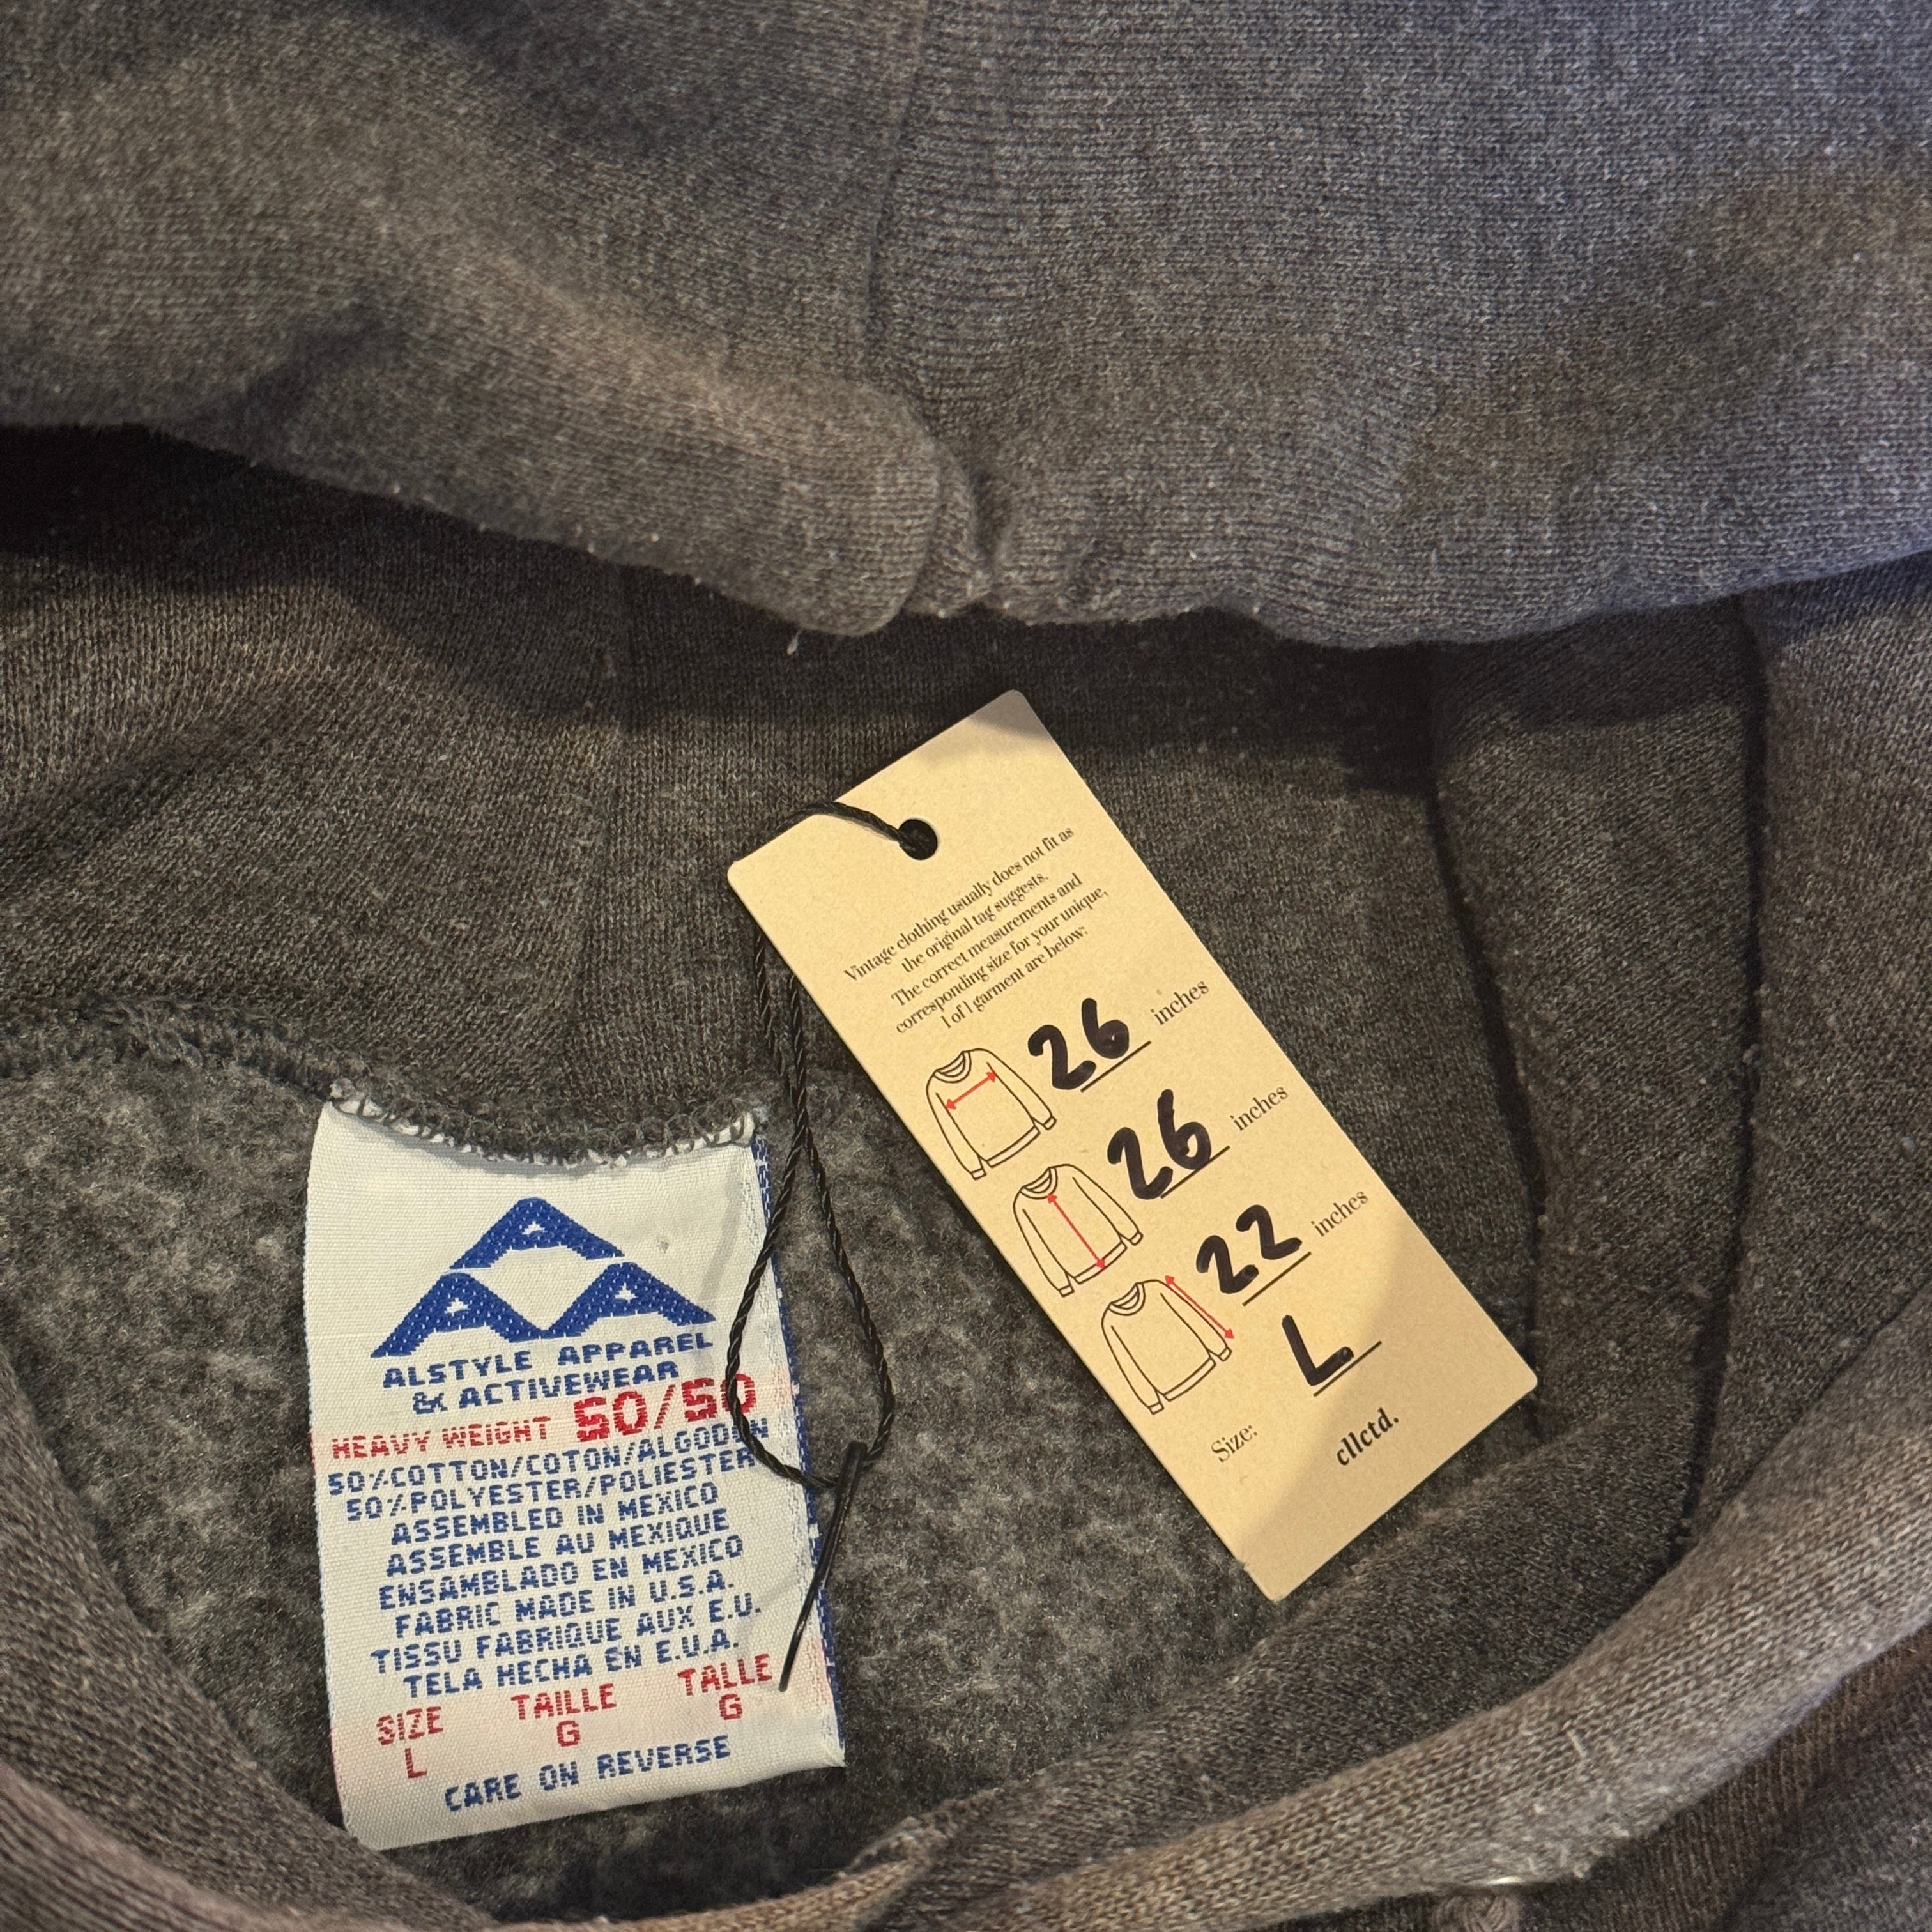 Vintage clothing usually does not fit as
the original tag suggests.
The correct measurements and
corresponding size for your unique,
1 of 1 garment are below:
26 inches
26 inches
22 inches
Size: L
cllctd.
AAA
ALSTYLE APPAREL
& ACTIVEWEAR
HEAVY WEIGHT 50/50
50%COTTON/COTON/ALGODON
50%POLYESTER/POLIESTER
ASSEMBLED IN MEXICO
ASSEMBLE AU MEXIQUE
ENSAMBLADO EN MEXICO
FABRIC MADE IN U.S.A.
TISSU FABRIQUE AUX E.U.
TELA HECHA EN E.U.A.
SIZE TAILLE TALLE
L G G
CARE ON REVERSE